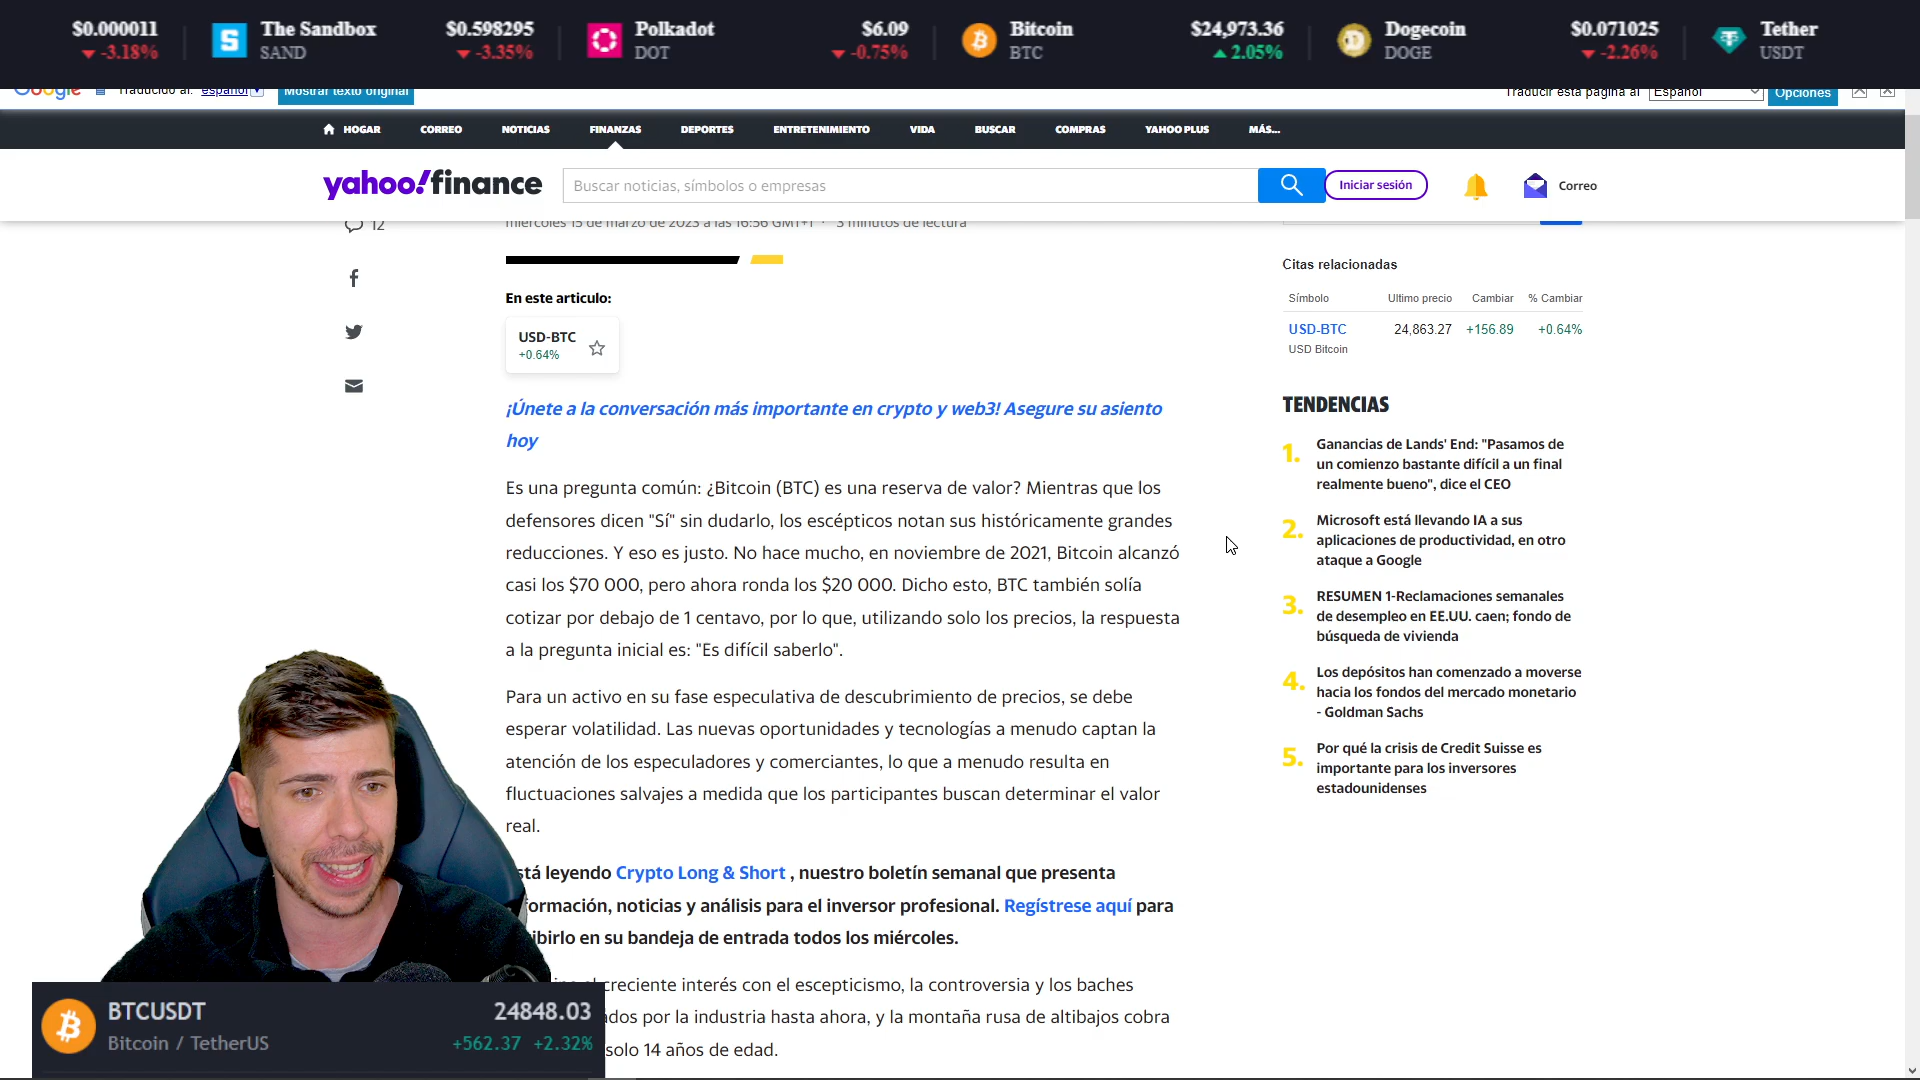 $0.000011
-3.18%
The Sandbox
SAND
$0.598295
-3.35%
Polkadot
DOT
$6.09
-0.75%
Bitcoin
BTC
$24,973.36
2.05%
Dogecoin
DOGE
$0.071025
-2.26%
Tether
USDT
Google Traducido al: español Mostrar texto original
Traducir esta página al Español Opciones
HOGAR CORREO NOTICIAS FINANZAS DEPORTES ENTRETENIMIENTO VIDA BUSCAR COMPRAS YAHOO PLUS MÁS...
yahoo!finance
Buscar noticias, símbolos o empresas
Iniciar sesión
Correo
12
miércoles 15 de marzo de 2023 a las 16:56 GMT+1 · 3 minutos de lectura
En este articulo:
USD-BTC
+0.64%
¡Únete a la conversación más importante en crypto y web3! Asegure su asiento
hoy
Es una pregunta común: ¿Bitcoin (BTC) es una reserva de valor? Mientras que los
defensores dicen "Sí" sin dudarlo, los escépticos notan sus históricamente grandes
reducciones. Y eso es justo. No hace mucho, en noviembre de 2021, Bitcoin alcanzó
casi los $70 000, pero ahora ronda los $20 000. Dicho esto, BTC también solía
cotizar por debajo de 1 centavo, por lo que, utilizando solo los precios, la respuesta
a la pregunta inicial es: "Es difícil saberlo".
Para un activo en su fase especulativa de descubrimiento de precios, se debe
esperar volatilidad. Las nuevas oportunidades y tecnologías a menudo captan la
atención de los especuladores y comerciantes, lo que a menudo resulta en
fluctuaciones salvajes a medida que los participantes buscan determinar el valor
real.
stá leyendo Crypto Long & Short , nuestro boletín semanal que presenta
formación, noticias y análisis para el inversor profesional. Regístrese aquí para
ibirlo en su bandeja de entrada todos los miércoles.
creciente interés con el escepticismo, la controversia y los baches
ados por la industria hasta ahora, y la montaña rusa de altibajos cobra
solo 14 años de edad.
Citas relacionadas
Símbolo Ultimo precio Cambiar % Cambiar
USD-BTC 24,863.27 +156.89 +0.64%
USD Bitcoin
TENDENCIAS
1. Ganancias de Lands' End: "Pasamos de
un comienzo bastante difícil a un final
realmente bueno", dice el CEO
2. Microsoft está llevando IA a sus
aplicaciones de productividad, en otro
ataque a Google
3. RESUMEN 1-Reclamaciones semanales
de desempleo en EE.UU. caen; fondo de
búsqueda de vivienda
4. Los depósitos han comenzado a moverse
hacia los fondos del mercado monetario
- Goldman Sachs
5. Por qué la crisis de Credit Suisse es
importante para los inversores
estadounidenses
BTCUSDT 24848.03
Bitcoin / TetherUS +562.37 +2.32%